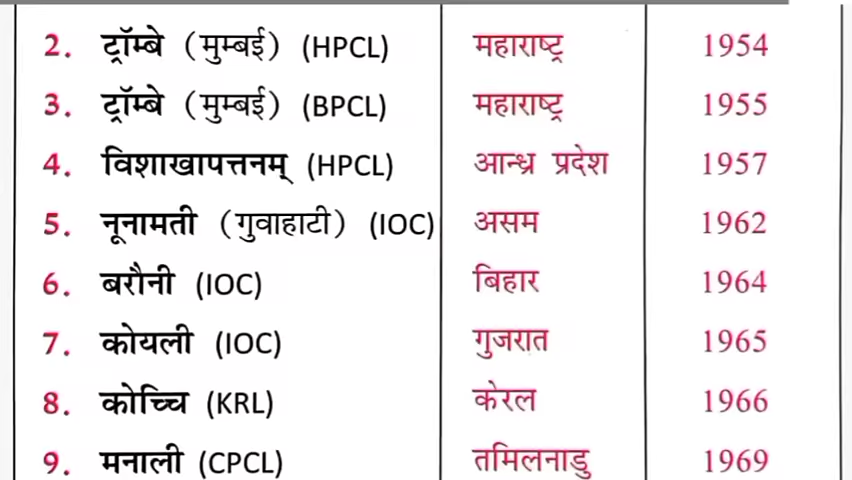 2. ट्रॉम्बे (मुम्बई) (HPCL) महाराष्ट्र 1954
3. ट्रॉम्बे (मुम्बई) (BPCL) महाराष्ट्र 1955
4. विशाखापत्तनम् (HPCL) आन्ध्र प्रदेश 1957
5. नूनामती (गुवाहाटी) (IOC) असम 1962
6. बरौनी (IOC) बिहार 1964
7. कोयली (IOC) गुजरात 1965
8. कोच्चि (KRL) केरल 1966
9. मनाली (CPCL) तमिलनाडु 1969